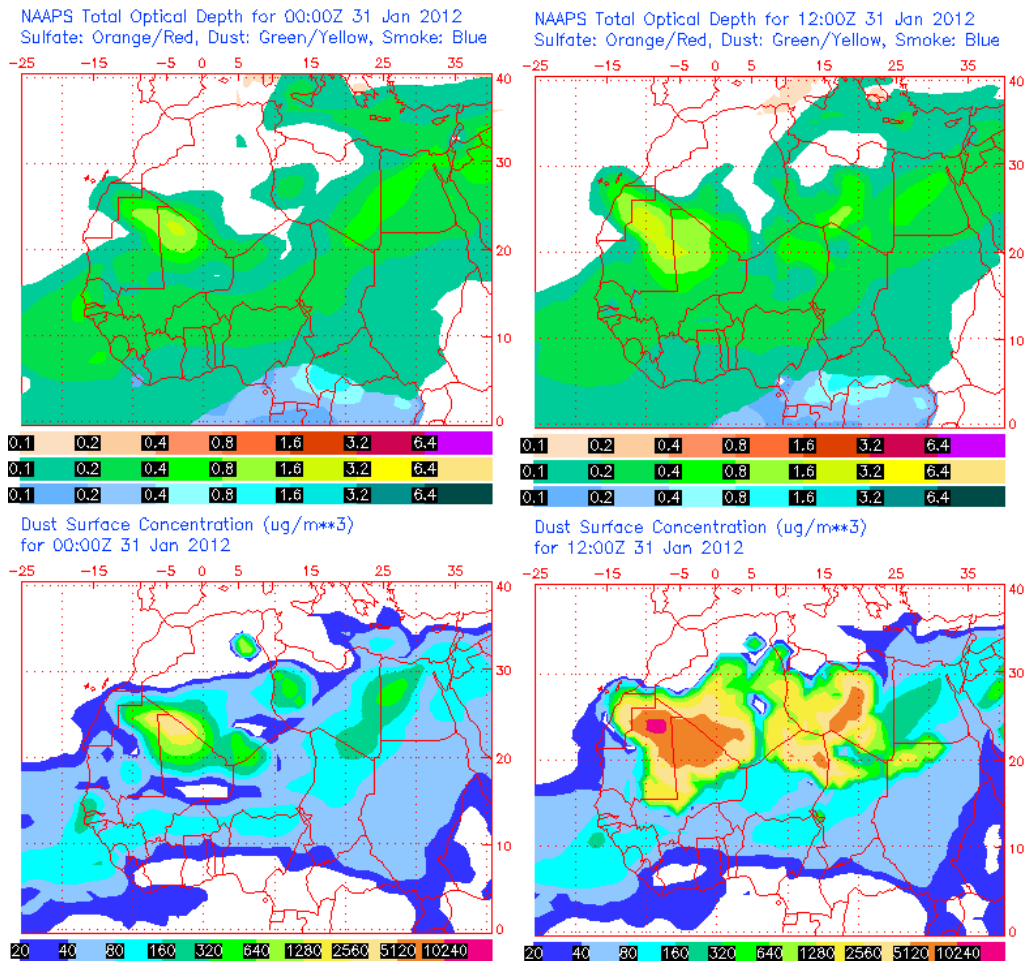 NAAPS Total Optical Depth for 00:00Z 31 Jan 2012
Sulfate: Orange/Red, Dust: Green/Yellow, Smoke: Blue
-25 -15 -5 0 5 15 25 35
40
30
20
10
0
0.1 0.2 0.4 0.8 1.6 3.2 6.4
0.1 0.2 0.4 0.8 1.6 3.2 6.4
0.1 0.2 0.4 0.8 1.6 3.2 6.4
NAAPS Total Optical Depth for 12:00Z 31 Jan 2012
Sulfate: Orange/Red, Dust: Green/Yellow, Smoke: Blue
-25 -15 -5 0 5 15 25 35
40
30
20
10
0
0.1 0.2 0.4 0.8 1.6 3.2 6.4
0.1 0.2 0.4 0.8 1.6 3.2 6.4
0.1 0.2 0.4 0.8 1.6 3.2 6.4
Dust Surface Concentration (ug/m**3)
for 00:00Z 31 Jan 2012
-25 -15 -5 0 5 15 25 35
40
30
20
10
0
20 40 80 160 320 640 1280 2560 5120 10240
Dust Surface Concentration (ug/m**3)
for 12:00Z 31 Jan 2012
-25 -15 -5 0 5 15 25 35
40
30
20
10
0
20 40 80 160 320 640 1280 2560 5120 10240